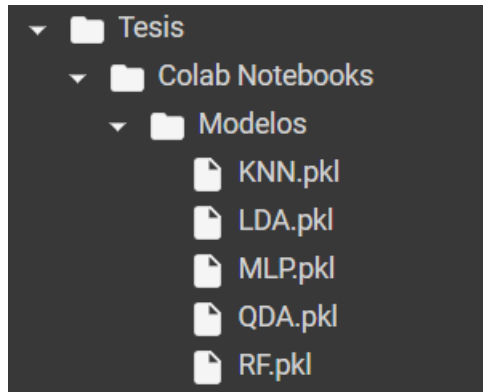 Tesis
Colab Notebooks
Modelos
KNN.pkl
LDA.pkl
MLP.pkl
QDA.pkl
RF.pkl